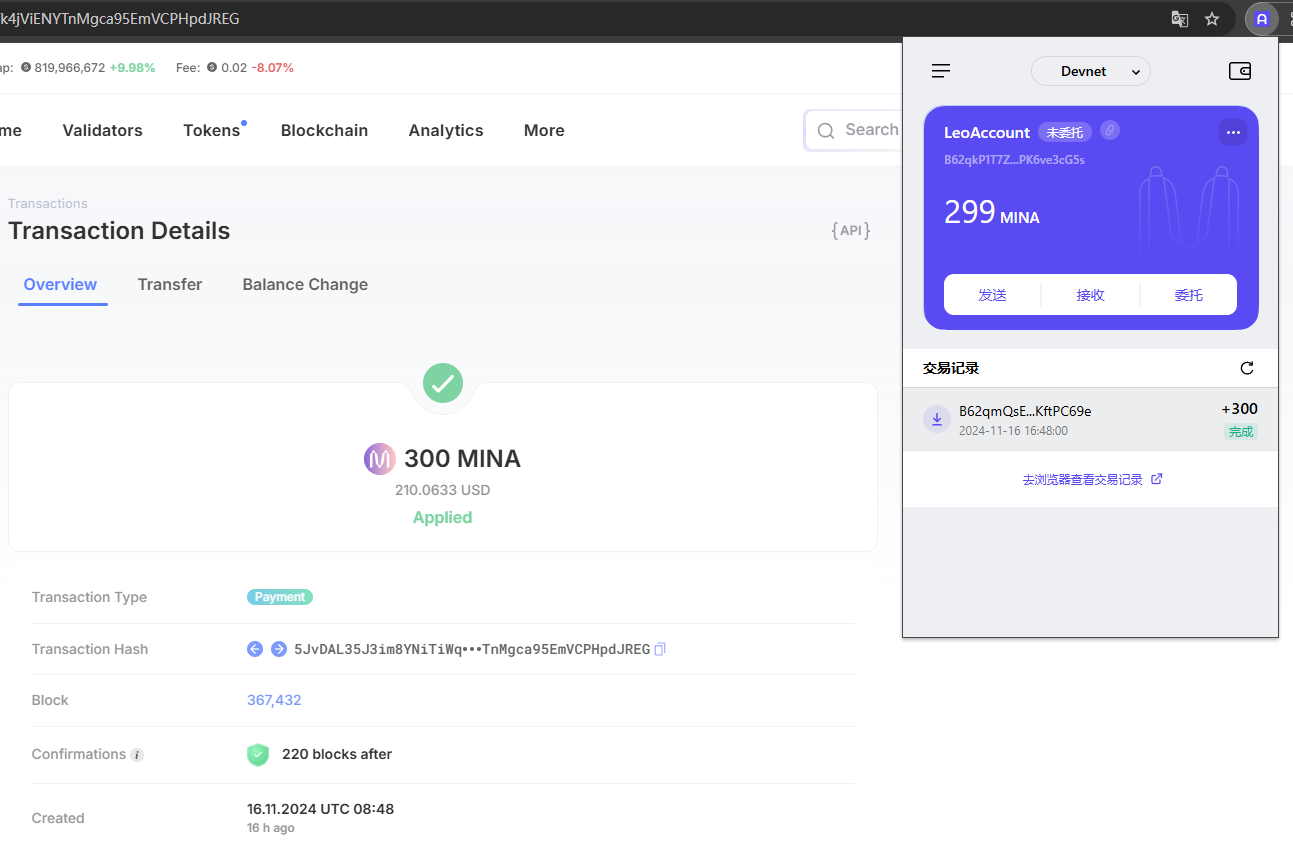 k4jViENYTnMgca95EmVCPHpdJREG
ap: 819,966,672 +9.98% Fee: 0.02 -8.07%
me Validators Tokens Blockchain Analytics More
Search
Transactions
Transaction Details
{API}
Overview Transfer Balance Change
300 MINA
210.0633 USD
Applied
Transaction Type Payment
Transaction Hash 5JvDAL35J3im8YNiTiWq•••TnMgca95EmVCPHpdJREG
Block 367,432
Confirmations i 220 blocks after
Created 16.11.2024 UTC 08:48
16 h ago
A
Devnet
LeoAccount 未委托
B62qkP1T7Z...PK6ve3cG5s
299 MINA
发送 接收 委托
交易记录
B62qmQsE...KftPC69e +300
2024-11-16 16:48:00 完成
去浏览器查看交易记录